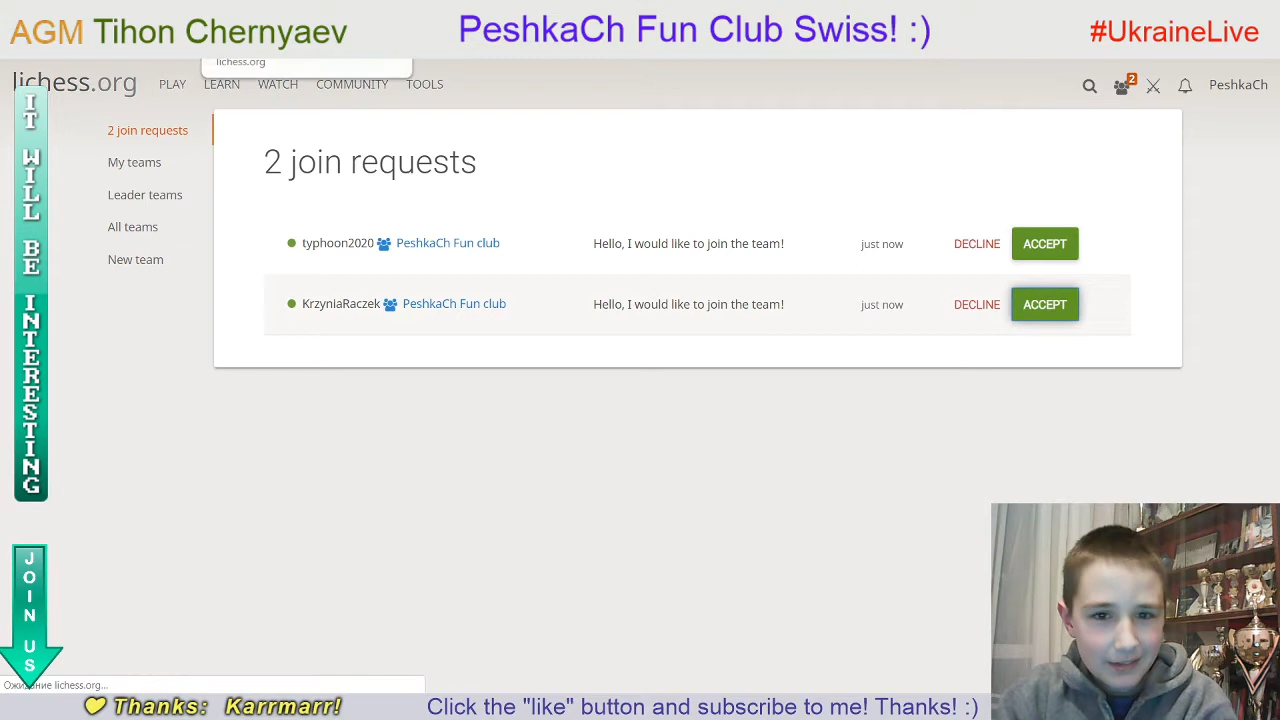 AGM Tihon Chernyaev
PeshkaCh Fun Club Swiss! :)
#UkraineLive
lichess.org
lichess.org
PLAY LEARN WATCH COMMUNITY TOOLS
2
PeshkaCh
2 join requests
My teams
Leader teams
All teams
New team
2 join requests
typhoon2020 PeshkaCh Fun club Hello, I would like to join the team! just now DECLINE ACCEPT
KrzyniaRaczek PeshkaCh Fun club Hello, I would like to join the team! just now DECLINE ACCEPT
IT WILL BE INTERESTING
JOIN US
Ожидание lichess.org...
Thanks: Karrmarr!
Click the "like" button and subscribe to me! Thanks! :)